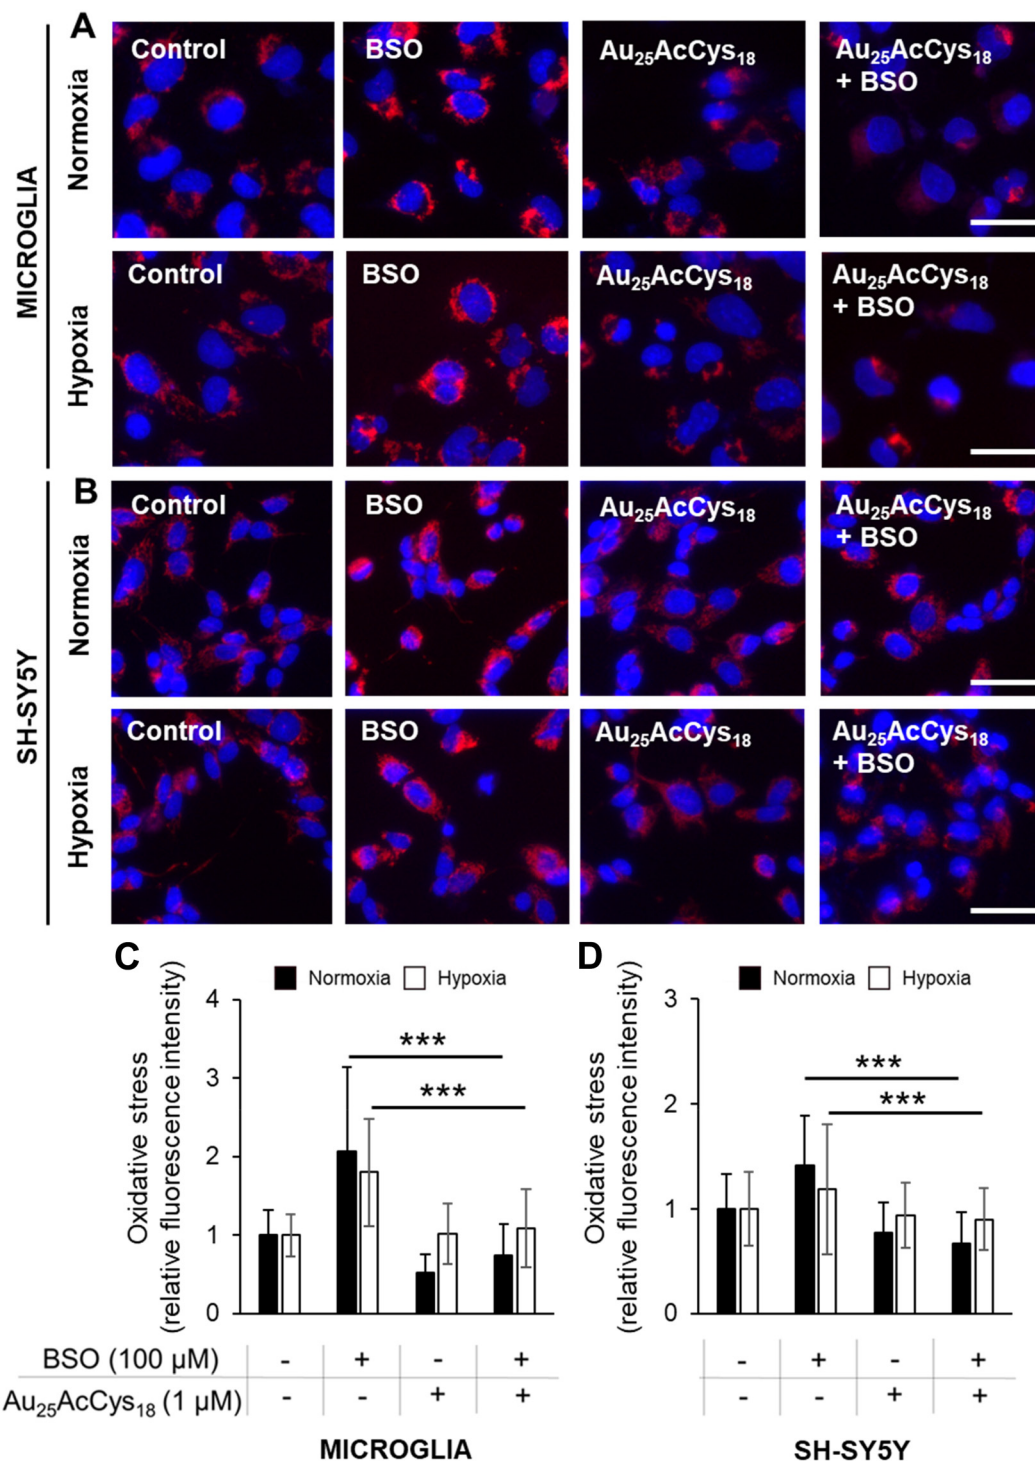 A
MICROGLIA
Normoxia
Control
BSO
Au₂₅AcCys₁₈
Au₂₅AcCys₁₈
+ BSO
Hypoxia
Control
BSO
Au₂₅AcCys₁₈
Au₂₅AcCys₁₈
+ BSO
B
SH-SY5Y
Normoxia
Control
BSO
Au₂₅AcCys₁₈
Au₂₅AcCys₁₈
+ BSO
Hypoxia
Control
BSO
Au₂₅AcCys₁₈
Au₂₅AcCys₁₈
+ BSO
C
Oxidative stress
(relative fluorescence intensity)
Normoxia Hypoxia
4
3
2
1
0
***
***
BSO (100 µM) - + - +
Au₂₅AcCys₁₈ (1 µM) - - + +
MICROGLIA
D
Oxidative stress
(relative fluorescence intensity)
Normoxia Hypoxia
3
2
1
0
***
***
- + - +
- - + +
SH-SY5Y